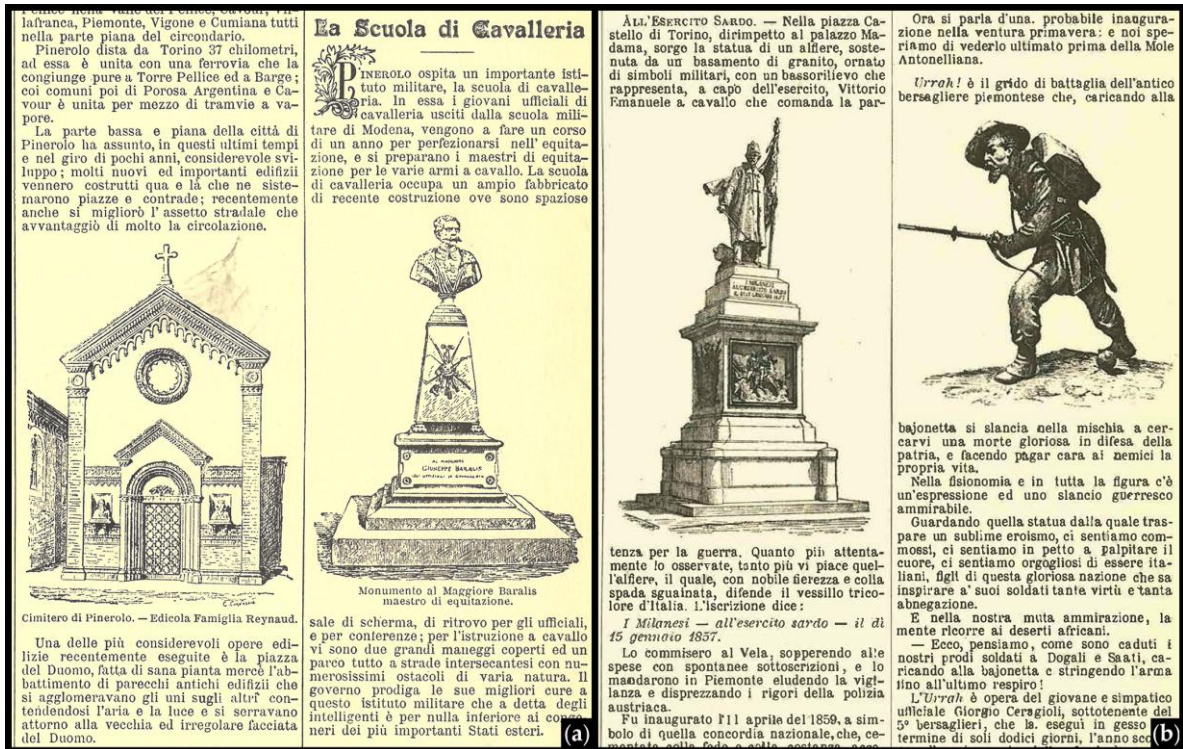 lafranca, Piemonte, Vigone e Cumiana tutti
nella parte piana del circondario.
Pinerolo dista da Torino 37 chilometri,
ad essa è unita con una ferrovia che la
congiunge pure a Torre Pellice ed a Barge;
coi comuni poi di Porosa Argentina e Ca-
vour è unita per mezzo di tramvie a va-
pore.
La parte bassa e piana della città di
Pinerolo ha assunto, in questi ultimi tempi
e nel giro di pochi anni, considerevole svi-
luppo; molti nuovi ed importanti edifizii
vennero costrutti qua e là che ne siste-
marono piazze e contrade; recentemente
anche si migliorò l'assetto stradale che
avvantaggiò di molto la circolazione.
Cimitero di Pinerolo. - Edicola Famiglia Reynaud.
Una delle più considerevoli opere edi-
lizie recentemente eseguite è la piazza
del Duomo, fatta di sana pianta mercè l'ab-
battimento di parecchi antichi edifizii che
si agglomeravano gli uni sugli altri con-
tendendosi l'aria e la luce e si serravano
attorno alla vecchia ed irregolare facciata
del Duomo.
La Scuola di Cavalleria
PINEROLO ospita un importante isti-
tuto militare, la scuola di cavalle-
ria. In essa i giovani ufficiali di
cavalleria usciti dalla scuola mili-
tare di Modena, vengono a fare un corso
di un anno per perfezionarsi nell'equita-
zione, e si preparano i maestri di equita-
zione per le varie armi a cavallo. La scuola
di cavalleria occupa un ampio fabbricato
di recente costruzione ove sono spaziose
AL MAGGIORE
GIUSEPPE BARALIS
Monumento al Maggiore Baralis
maestro di equitazione.
sale di scherma, di ritrovo per gli ufficiali,
e per conferenze; per l'istruzione a cavallo
vi sono due grandi maneggi coperti ed un
parco tutto a strade intersecantesi con nu-
merosissimi ostacoli di varia natura. Il
governo prodiga le sue migliori cure a
questo istituto militare che a detta degli
intelligenti è per nulla inferiore ai conge-
neri dei più importanti Stati esteri.
(a)
ALL'ESERCITO SARDO. — Nella piazza Ca-
stello di Torino, dirimpetto al palazzo Ma-
dama, sorge la statua di un alfiere, soste-
nuta da un basamento di granito, ornato
di simboli militari, con un bassorilievo che
rappresenta, a capo dell'esercito, Vittorio
Emanuele a cavallo che comanda la par-
I MILANESI
ALL'ESERCITO SARDO
tenza per la guerra. Quanto più attenta-
mente lo osservate, tanto più vi piace quel-
l'alfiere, il quale, con nobile fierezza e colla
spada sguainata, difende il vessillo trico-
lore d'Italia. L'iscrizione dice:
I Milanesi — all'esercito sardo — il dì
15 gennaio 1857.
Lo commisero al Vela, sopperendo alle
spese con spontanee sottoscrizioni, e lo
mandarono in Piemonte eludendo la vigi-
lanza e disprezzando i rigori della polizia
austriaca.
Fu inaugurato l'11 aprile del 1859, a sim-
bolo di quella concordia nazionale, che, ce-
Ora si parla d'una. probabile inaugura-
zione nella ventura primavera: e noi spe-
riamo di vederlo ultimato prima della Mole
Antonelliana.
Urrah! è il grido di battaglia dell'antico
bersagliere piemontese che, caricando alla
bajonetta si slancia nella mischia a cer-
carvi una morte gloriosa in difesa della
patria, e facendo pagar cara ai nemici la
propria vita.
Nella fisionomia e in tutta la figura c'è
un'espressione ed uno slancio guerresco
ammirabile.
Guardando quella statua dalla quale tras-
pare un sublime eroismo, ci sentiamo com-
mossi, ci sentiamo in petto a palpitare il
cuore, ci sentiamo orgogliosi di essere ita-
liani, figli di questa gloriosa nazione che sa
inspirare a' suoi soldati tante virtù e tanta
abnegazione.
E nella nostra muta ammirazione, la
mente ricorre ai deserti africani.
— Ecco, pensiamo, come sono caduti i
nostri prodi soldati a Dogali e Saati, ca-
ricando alla bajonetta e stringendo l'arma
fino all'ultimo respiro!
L'Urrah è opera del giovane e simpatico
ufficiale Giorgio Ceragioli, sottotenente del
5º bersaglieri, che la eseguì in gesso
termine di soli dodici giorni, l'anno
(b)